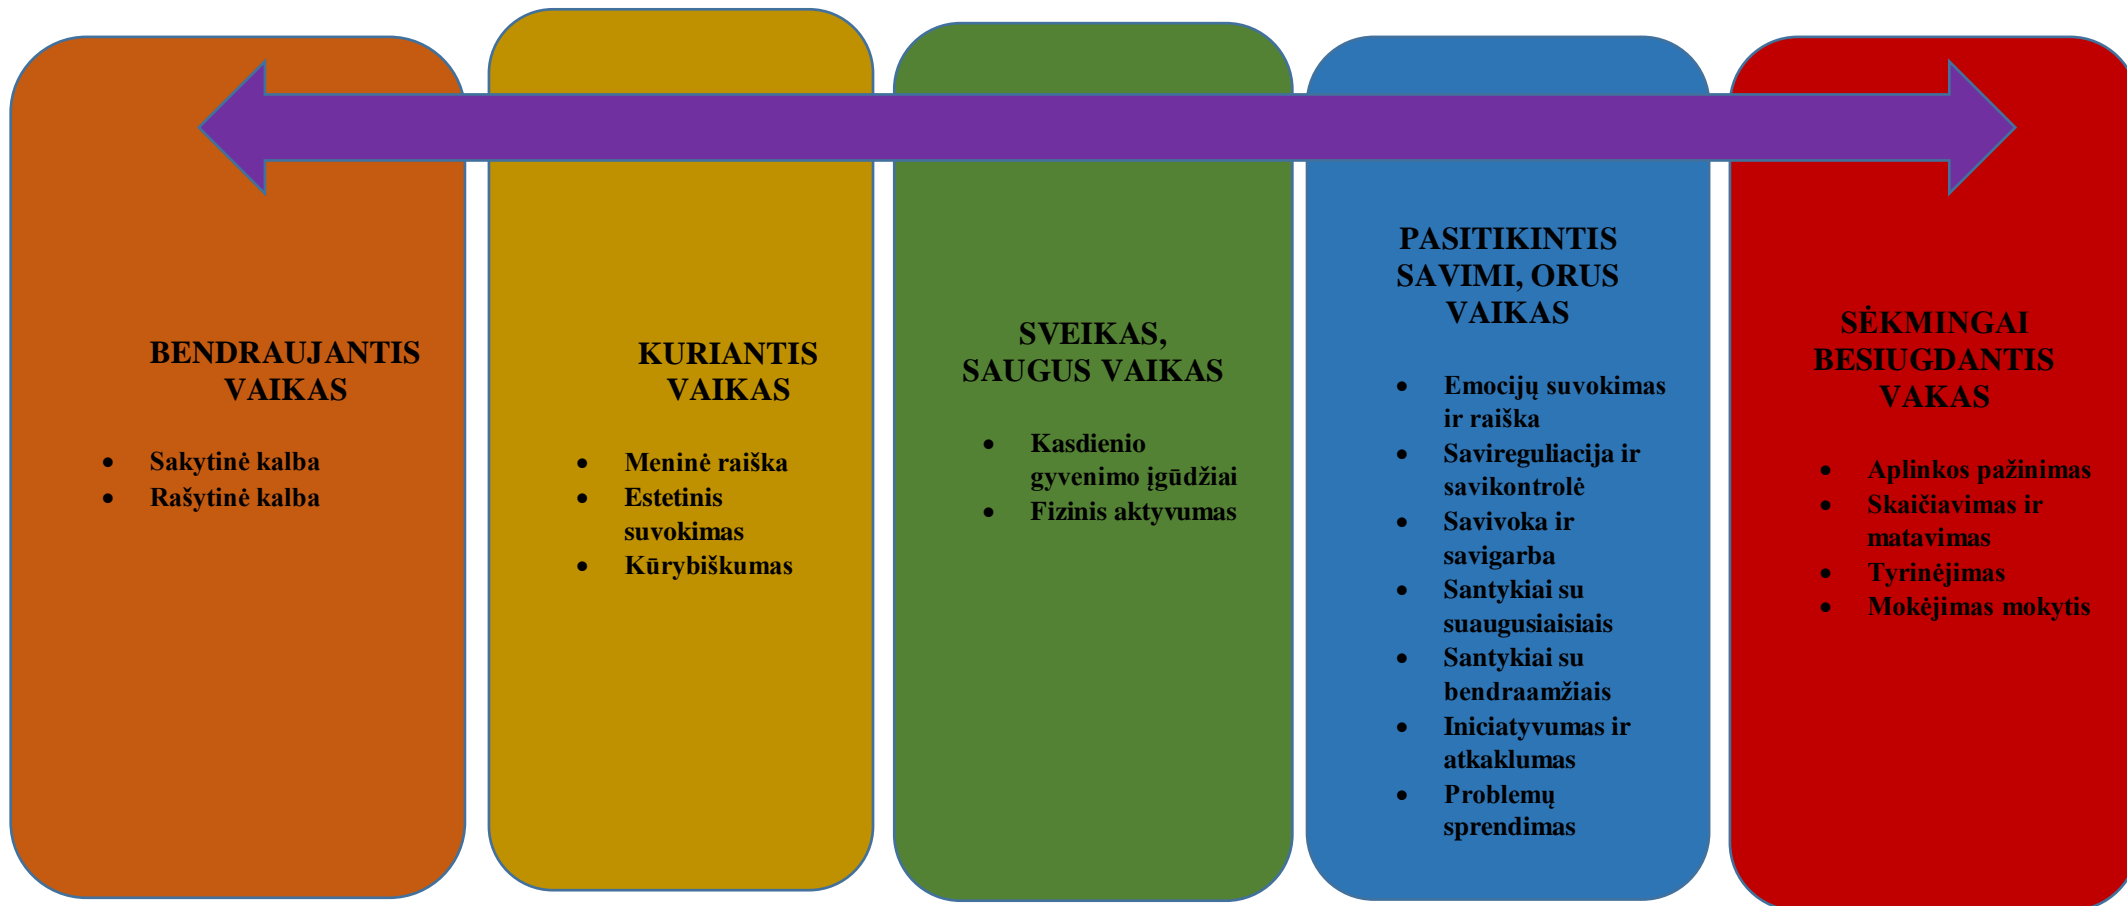 BENDRAUJANTIS
VAIKAS
• Sakytinė kalba
• Rašytinė kalba
KURIANTIS
VAIKAS
• Meninė raiška
• Estetinis
suvokimas
• Kūrybiškumas
SVEIKAS,
SAUGUS VAIKAS
• Kasdienio
gyvenimo įgūdžiai
• Fizinis aktyvumas
PASITIKINTIS
SAVIMI, ORUS
VAIKAS
• Emocijų suvokimas
ir raiška
• Savireguliacija ir
savikontrolė
• Savivoka ir
savigarba
• Santykiai su
suaugusiaisiais
• Santykiai su
bendraamžiais
• Iniciatyvumas ir
atkaklumas
• Problemų
sprendimas
SĖKMINGAI
BESIUGDANTIS
VAKAS
• Aplinkos pažinimas
• Skaičiavimas ir
matavimas
• Tyrinėjimas
• Mokėjimas mokytis